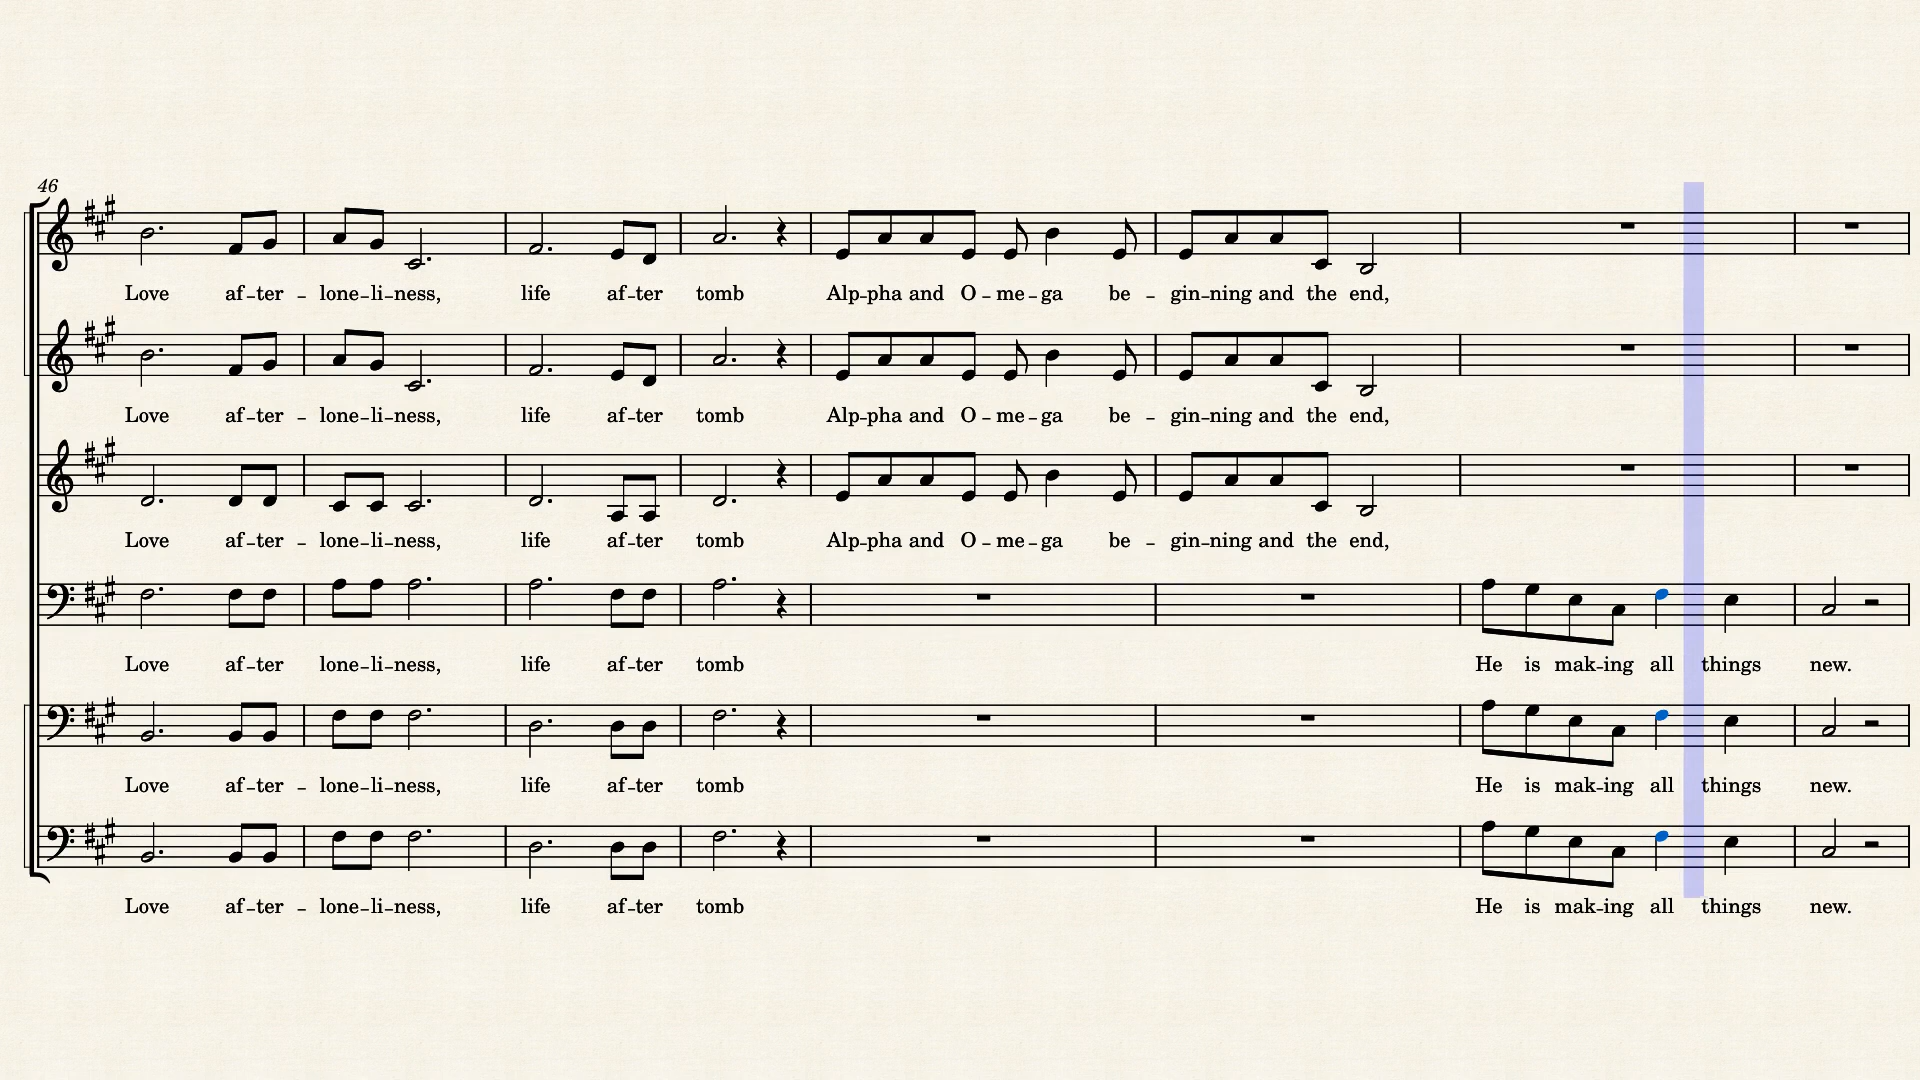 46
Love af-ter - lone-li-ness, life af-ter tomb Alp-pha and O-me-ga be - gin-ning and the end,
Love af-ter - lone-li-ness, life af-ter tomb Alp-pha and O-me-ga be - gin-ning and the end,
Love af-ter - lone-li-ness, life af-ter tomb Alp-pha and O-me-ga be - gin-ning and the end,
Love af-ter lone-li-ness, life af-ter tomb He is mak-ing all things new.
Love af-ter - lone-li-ness, life af-ter tomb He is mak-ing all things new.
Love af-ter - lone-li-ness, life af-ter tomb He is mak-ing all things new.